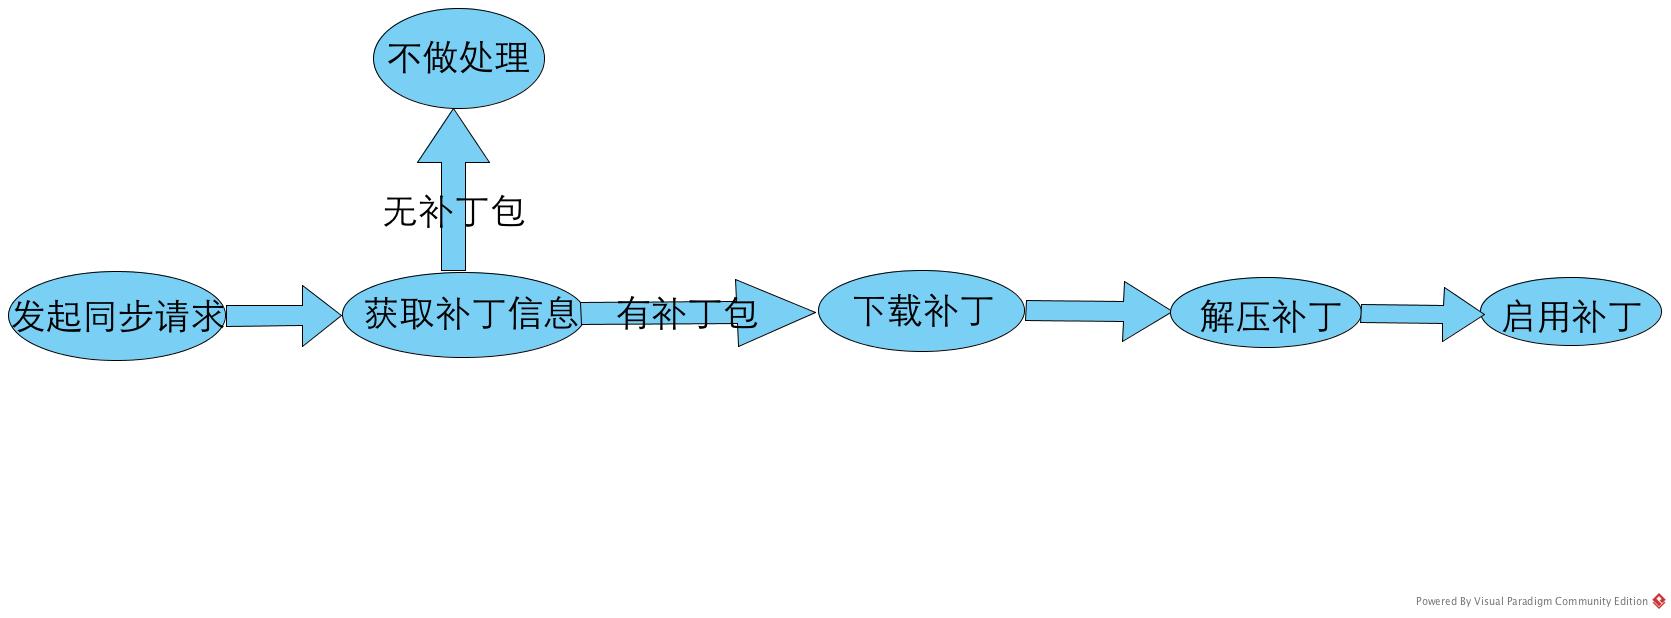 不做处理
无补丁包
发起同步请求
获取补丁信息
有补丁包
下载补丁
解压补丁
启用补丁
Powered By Visual Paradigm Community Edition